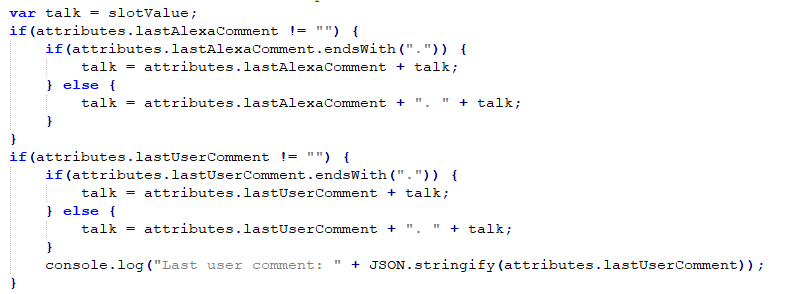 var talk = slotValue;
if(attributes.lastAlexaComment != "") {
    if(attributes.lastAlexaComment.endsWith(".")) {
        talk = attributes.lastAlexaComment + talk;
    } else {
        talk = attributes.lastAlexaComment + ". " + talk;
    }
}
if(attributes.lastUserComment != "") {
    if(attributes.lastUserComment.endsWith(".")) {
        talk = attributes.lastUserComment + talk;
    } else {
        talk = attributes.lastUserComment + ". " + talk;
    }
    console.log("Last user comment: " + JSON.stringify(attributes.lastUserComment));
}